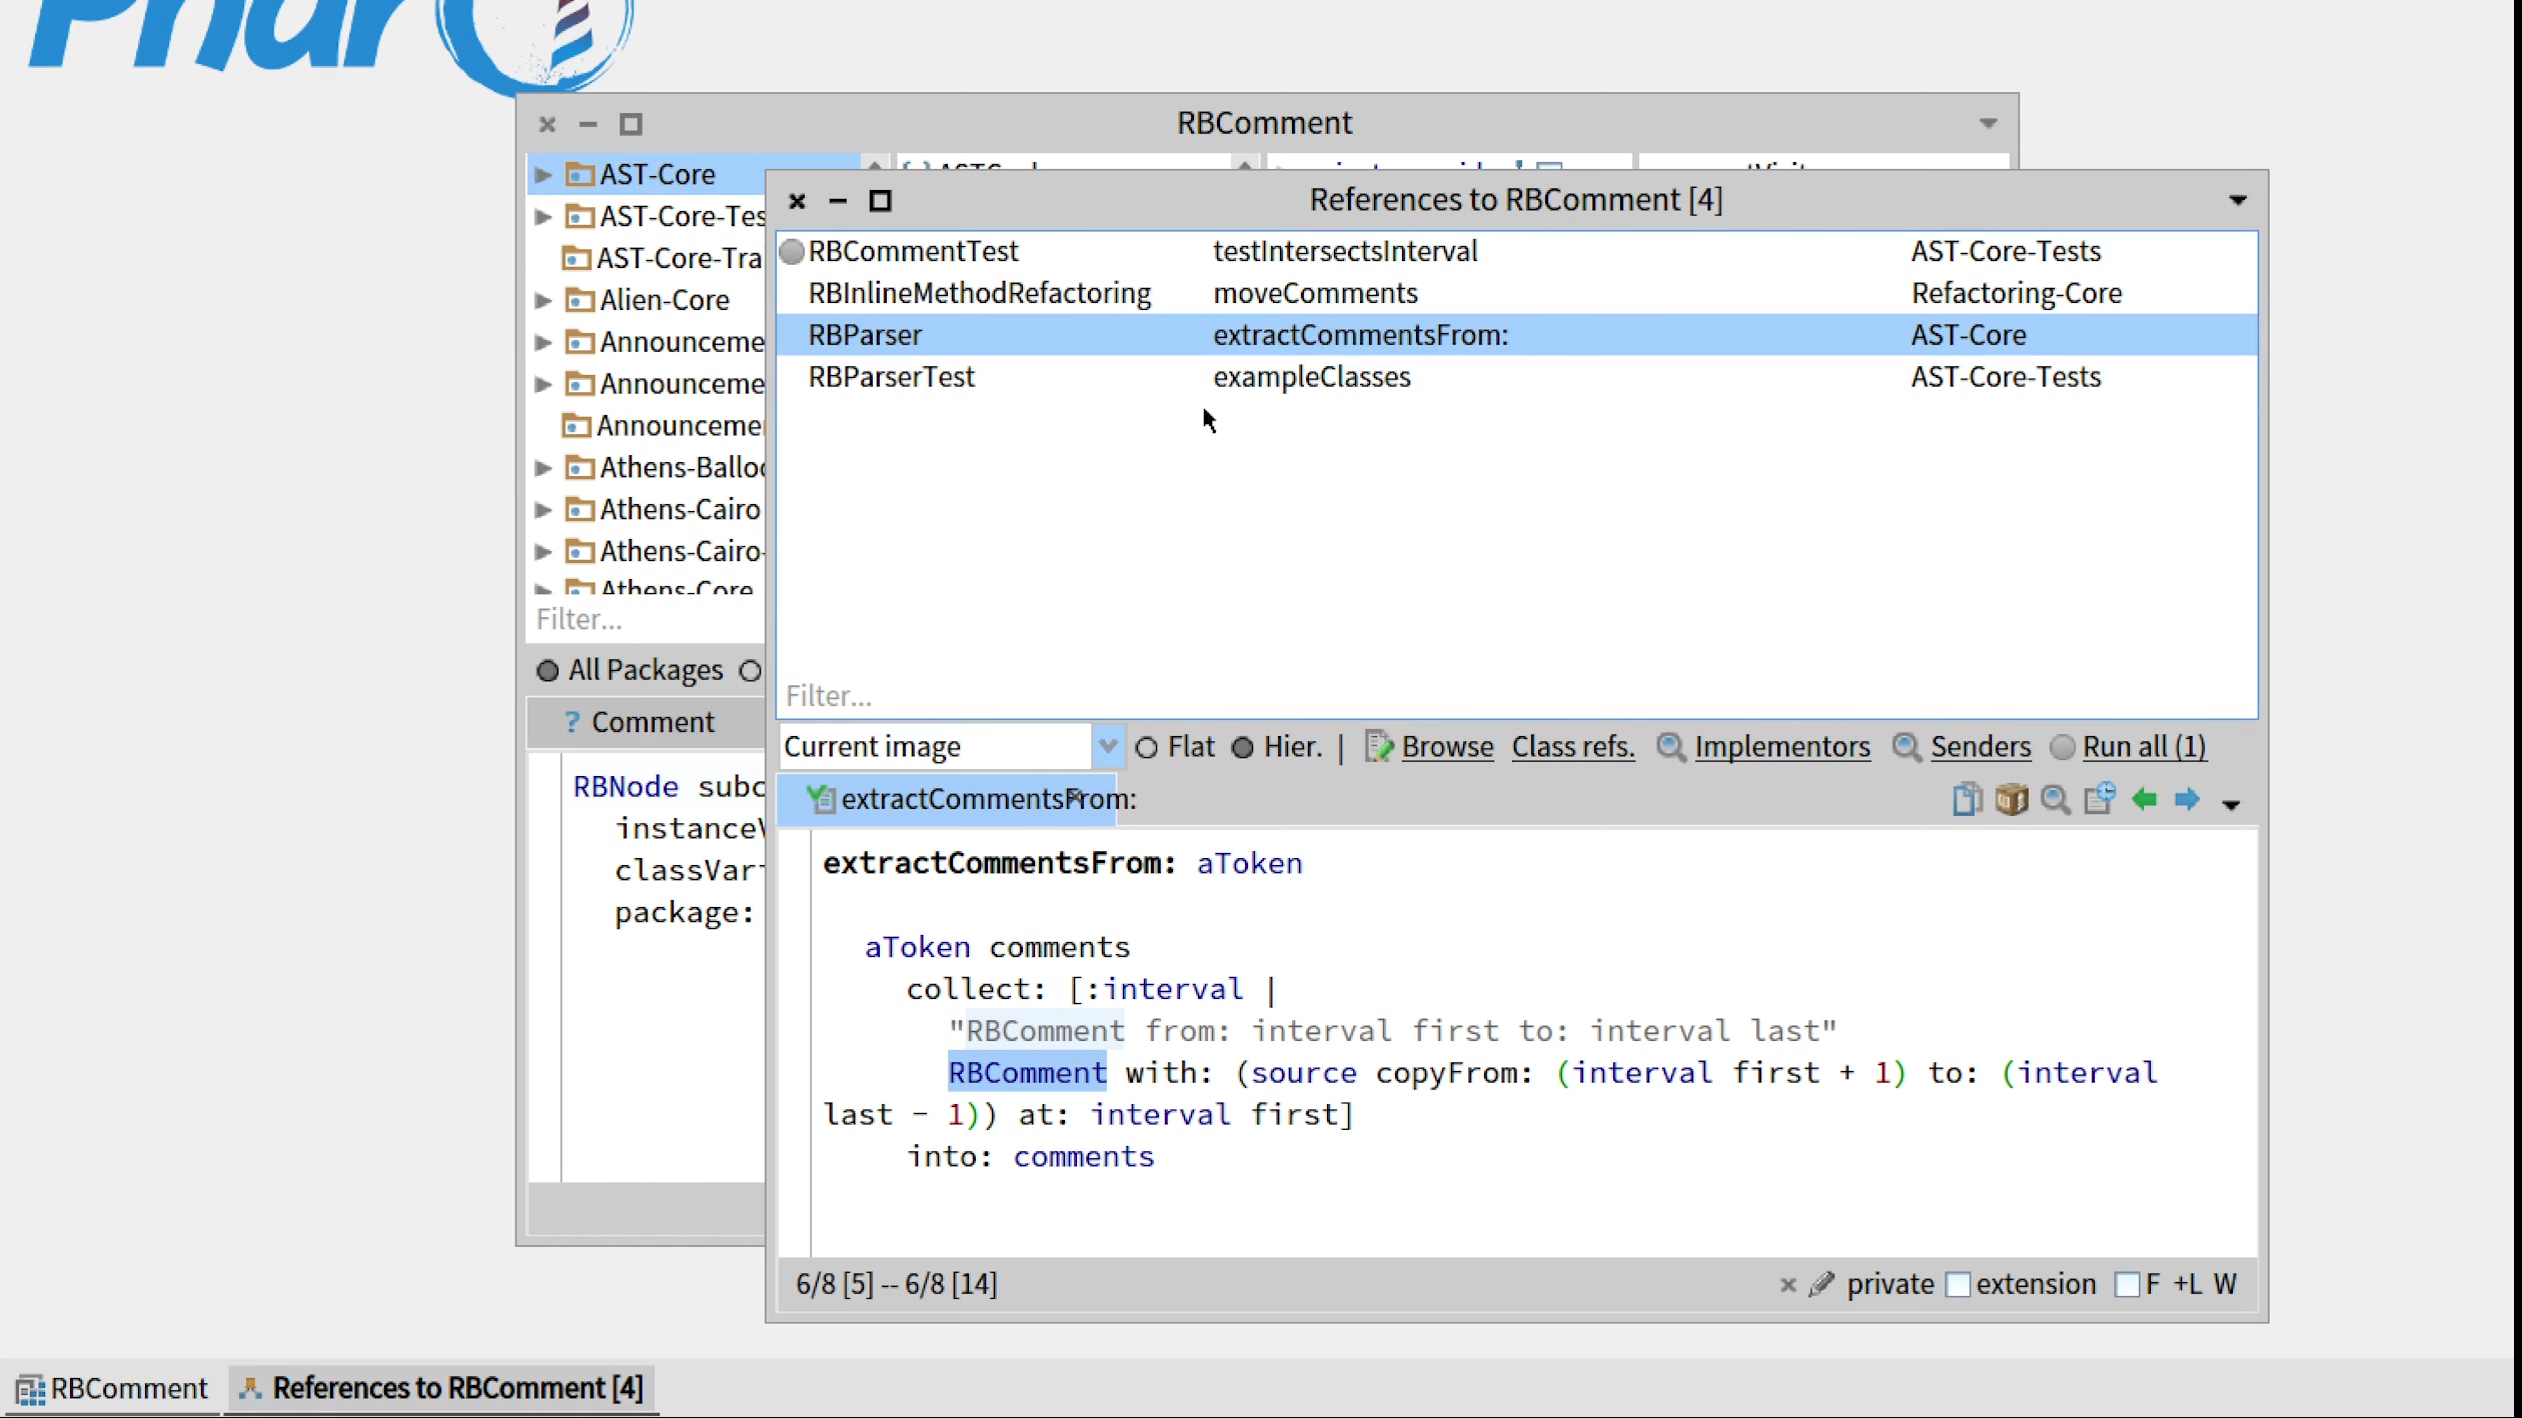 RBComment
AST-Core
AST-Core-Tes
AST-Core-Tra
Alien-Core
Announceme
Announceme
Announcemen
Athens-Balloo
Athens-Cairo
Athens-Cairo-
Athens-Core
Filter...
All Packages
? Comment
RBNode subc
instanceV
classVar
package:
References to RBComment [4]
RBCommentTest testIntersectsInterval AST-Core-Tests
RBInlineMethodRefactoring moveComments Refactoring-Core
RBParser extractCommentsFrom: AST-Core
RBParserTest exampleClasses AST-Core-Tests
Filter...
Current image Flat Hier. | Browse Class refs. Implementors Senders Run all (1)
extractCommentsFrom:
extractCommentsFrom: aToken
aToken comments
collect: [:interval |
"RBComment from: interval first to: interval last"
RBComment with: (source copyFrom: (interval first + 1) to: (interval
last - 1)) at: interval first]
into: comments
6/8 [5] -- 6/8 [14] private extension F +L W
RBComment References to RBComment [4]